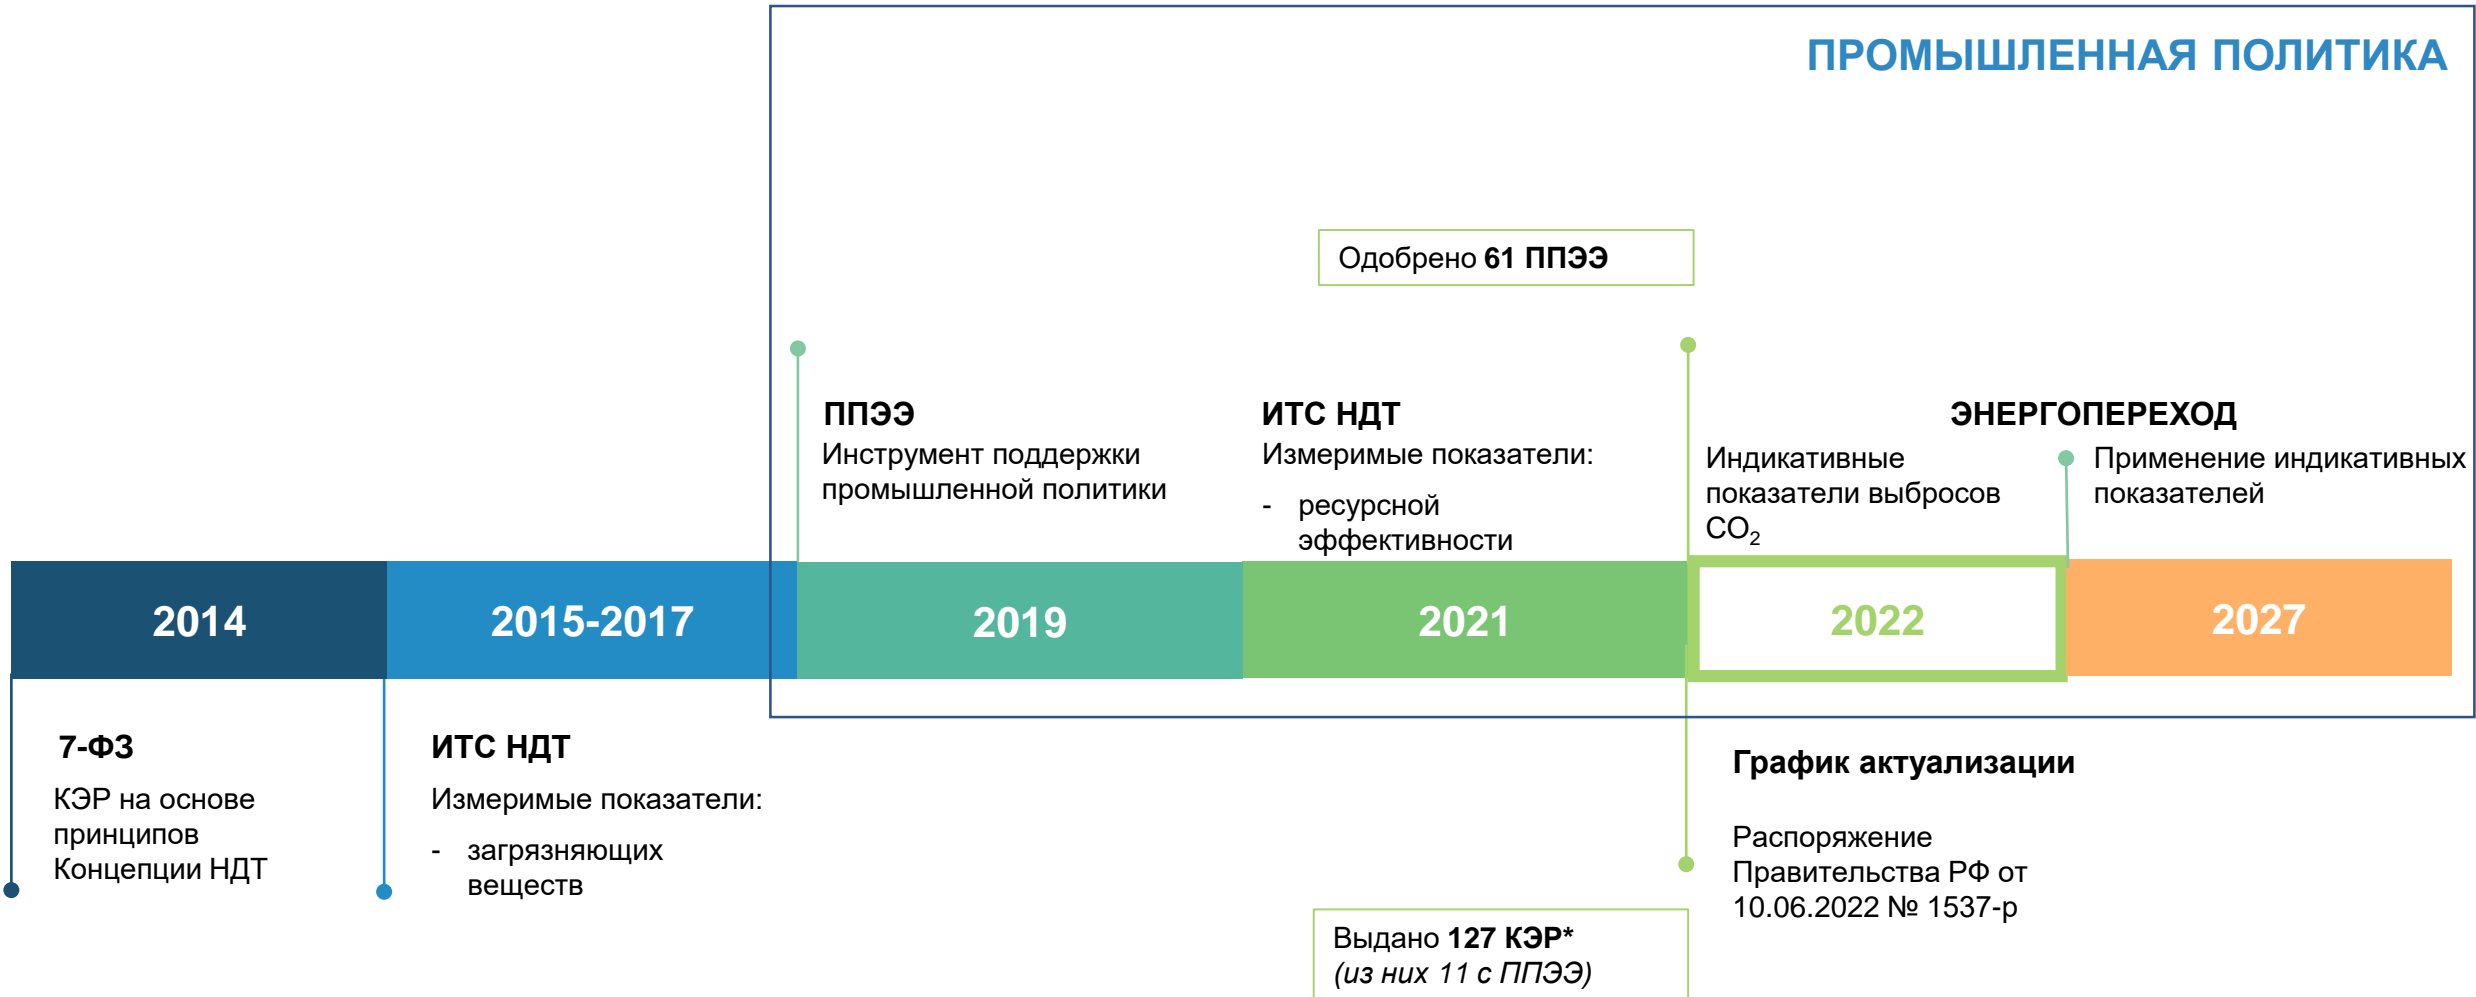 ПРОМЫШЛЕННАЯ ПОЛИТИКА
Одобрено 61 ППЭЭ
ППЭЭ
Инструмент поддержки
промышленной политики
ИТС НДТ
Измеримые показатели:
- ресурсной
эффективности
ЭНЕРГОПЕРЕХОД
Индикативные
показатели выбросов
CO₂
Применение индикативных
показателей
2014
2015-2017
2019
2021
2022
2027
7-ФЗ
КЭР на основе
принципов
Концепции НДТ
ИТС НДТ
Измеримые показатели:
- загрязняющих
веществ
График актуализации
Распоряжение
Правительства РФ от
10.06.2022 № 1537-р
Выдано 127 КЭР*
(из них 11 с ППЭЭ)